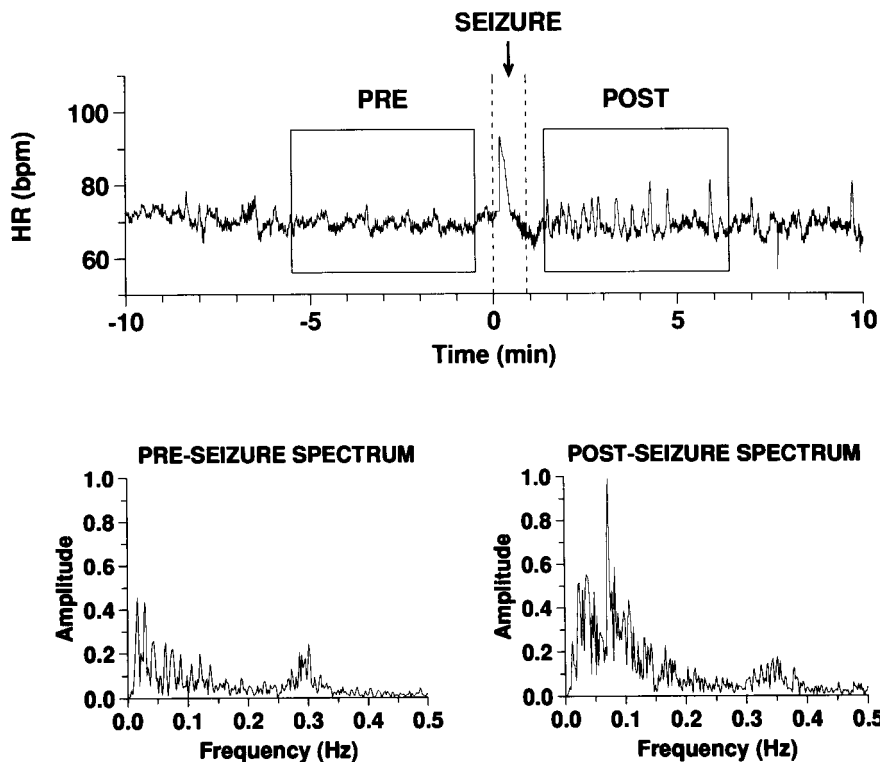 SEIZURE
PRE
POST
HR (bpm)
100
80
60
-10
-5
0
5
10
Time (min)
PRE-SEIZURE SPECTRUM
Amplitude
1.0
0.8
0.6
0.4
0.2
0.0
0.0 0.1 0.2 0.3 0.4 0.5
Frequency (Hz)
POST-SEIZURE SPECTRUM
Amplitude
1.0
0.8
0.6
0.4
0.2
0.0
0.0 0.1 0.2 0.3 0.4 0.5
Frequency (Hz)